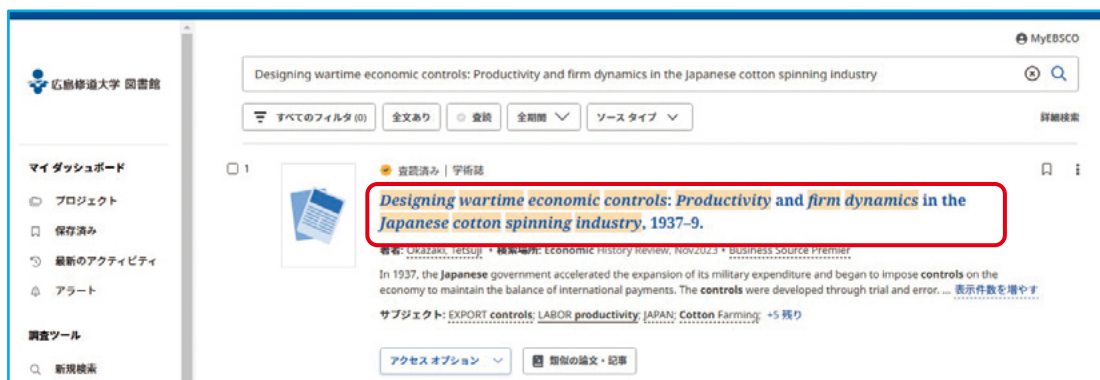 MyEBSCO
広島修道大学 図書館
Designing wartime economic controls: Productivity and firm dynamics in the Japanese cotton spinning industry
すべてのフィルタ (0)
全文あり
査読
全期間
ソース タイプ
詳細検索
マイ ダッシュボード
プロジェクト
保存済み
最新のアクティビティ
アラート
調査ツール
新規検索
1
査読済み | 学術誌
Designing wartime economic controls: Productivity and firm dynamics in the
Japanese cotton spinning industry, 1937–9.
著者: Okazaki, Tetsuji • 検索場所: Economic History Review, Nov2023 • Business Source Premier
In 1937, the Japanese government accelerated the expansion of its military expenditure and began to impose controls on the
economy to maintain the balance of international payments. The controls were developed through trial and error. ... 表示件数を増やす
サブジェクト: EXPORT controls; LABOR productivity; JAPAN; Cotton Farming; +5 残り
アクセス オプション
類似の論文・記事